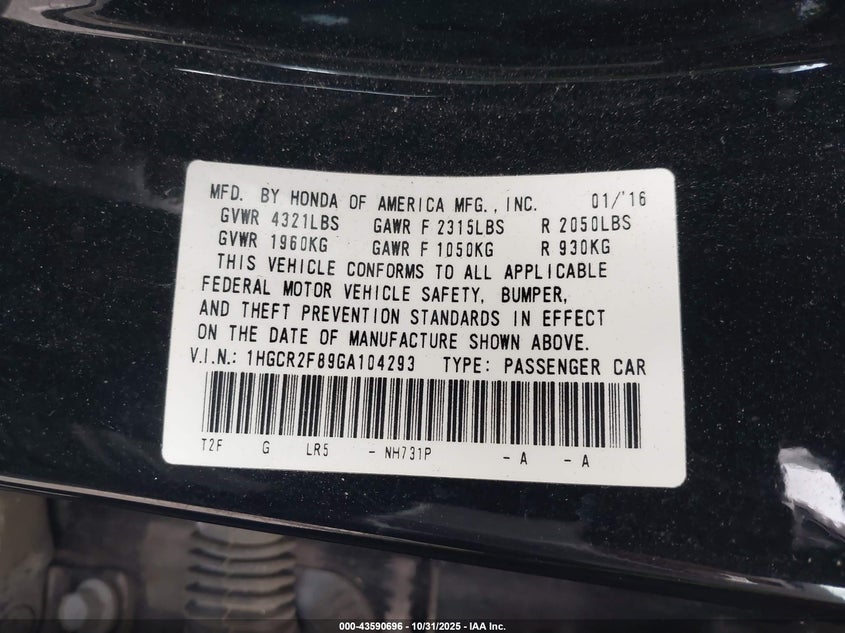 MFD. BY HONDA OF AMERICA MFG., INC. 01/'16
GVWR 4321LBS GAWR F 2315LBS R 2050LBS
GVWR 1960KG GAWR F 1050KG R 930KG
THIS VEHICLE CONFORMS TO ALL APPLICABLE
FEDERAL MOTOR VEHICLE SAFETY, BUMPER,
AND THEFT PREVENTION STANDARDS IN EFFECT
ON THE DATE OF MANUFACTURE SHOWN ABOVE.
V.I.N.: 1HGCR2F89GA104293 TYPE: PASSENGER CAR
T2F G LR5 - NH731P - A - A
000-43590696 - 10/31/2025 - IAA Inc.